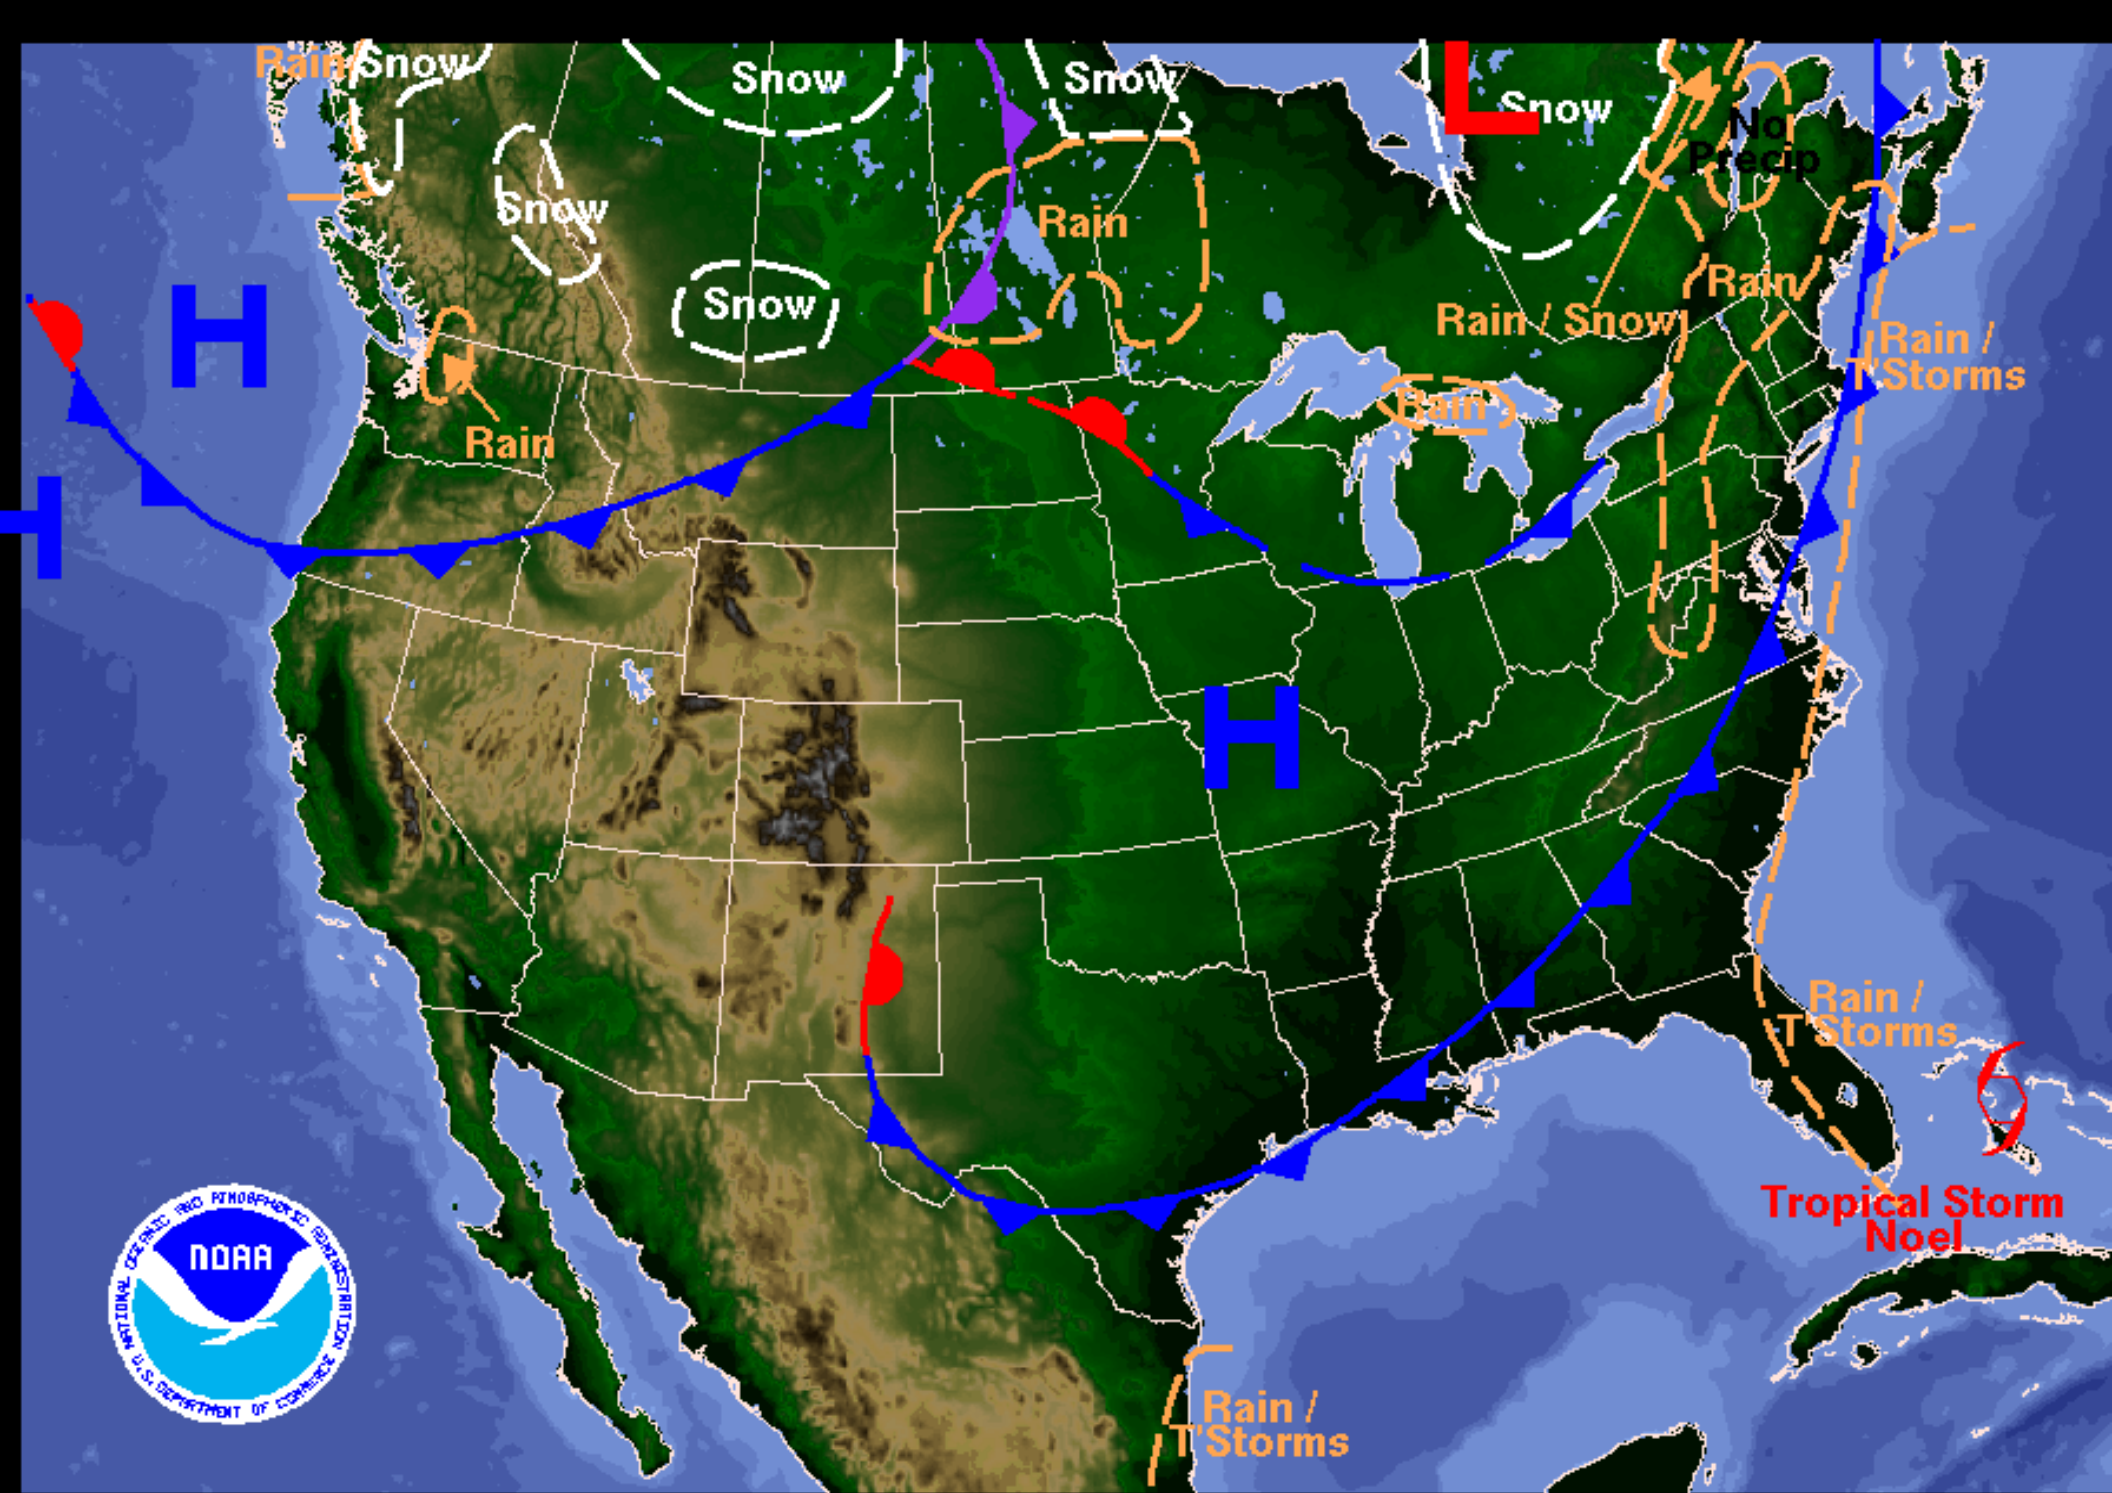 Rain
Snow
Snow
Snow
L
Snow
No
Precip
Snow
Rain
Snow
Rain
Rain / Snow
H
Rain /
T'Storms
Rain
Rain
H
H
Rain /
T'Storms
Tropical Storm
Noel
NATIONAL OCEANIC AND ATMOSPHERIC ADMINISTRATION
NOAA
U.S. DEPARTMENT OF COMMERCE
Rain /
T'Storms